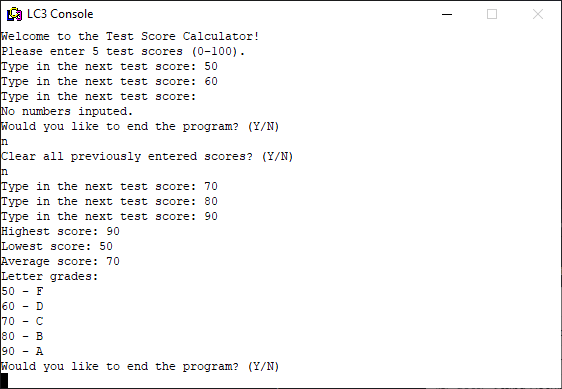 LC3 Console
Welcome to the Test Score Calculator!
Please enter 5 test scores (0-100).
Type in the next test score: 50
Type in the next test score: 60
Type in the next test score:
No numbers inputed.
Would you like to end the program? (Y/N)
n
Clear all previously entered scores? (Y/N)
n
Type in the next test score: 70
Type in the next test score: 80
Type in the next test score: 90
Highest score: 90
Lowest score: 50
Average score: 70
Letter grades:
50 - F
60 - D
70 - C
80 - B
90 - A
Would you like to end the program? (Y/N)